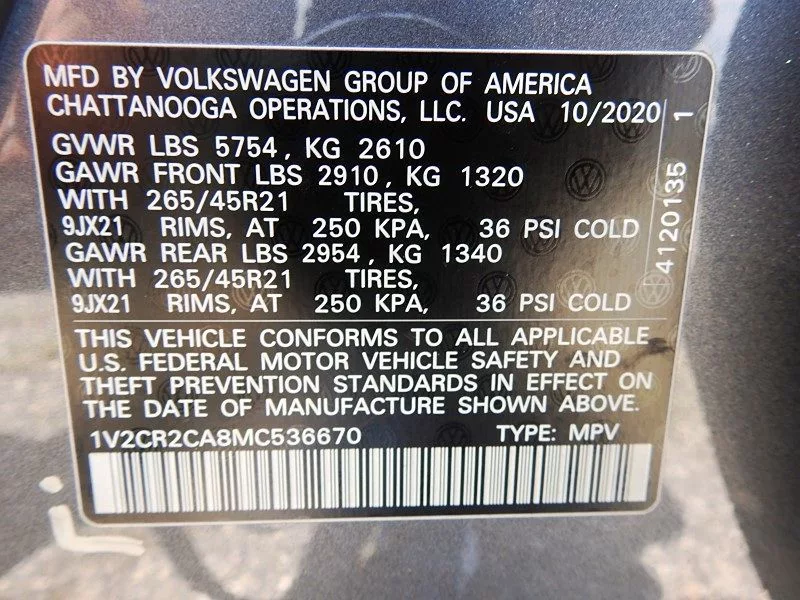 MFD BY VOLKSWAGEN GROUP OF AMERICA
CHATTANOOGA OPERATIONS, LLC. USA 10/2020
GVWR LBS 5754, KG 2610
GAWR FRONT LBS 2910, KG 1320
WITH 265/45R21 TIRES,
9JX21 RIMS, AT 250 KPA, 36 PSI COLD
GAWR REAR LBS 2954, KG 1340
WITH 265/45R21 TIRES,
9JX21 RIMS, AT 250 KPA, 36 PSI COLD
THIS VEHICLE CONFORMS TO ALL APPLICABLE
U.S. FEDERAL MOTOR VEHICLE SAFETY AND
THEFT PREVENTION STANDARDS IN EFFECT ON
THE DATE OF MANUFACTURE SHOWN ABOVE.
1V2CR2CA8MC536670 TYPE: MPV
4120135 1